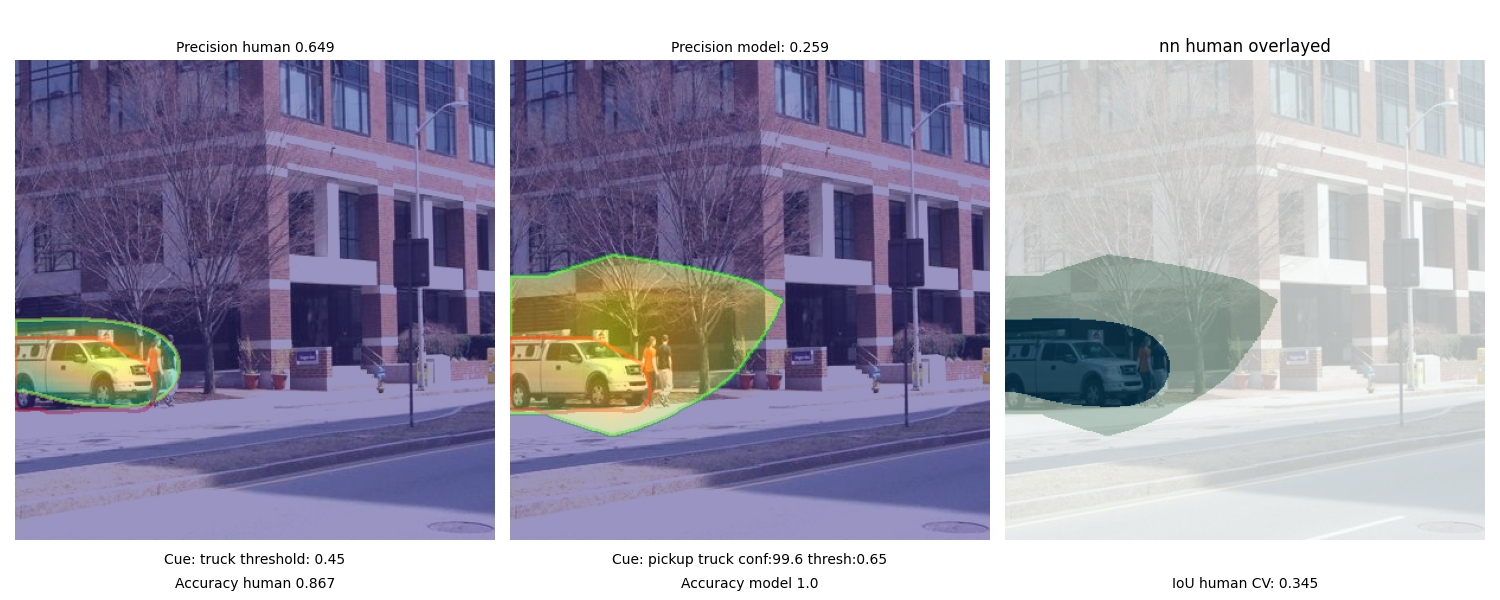 Precision human 0.649
Precision model: 0.259
nn human overlayed
Cue: truck threshold: 0.45
Accuracy human 0.867
Cue: pickup truck conf:99.6 thresh:0.65
Accuracy model 1.0
IoU human CV: 0.345